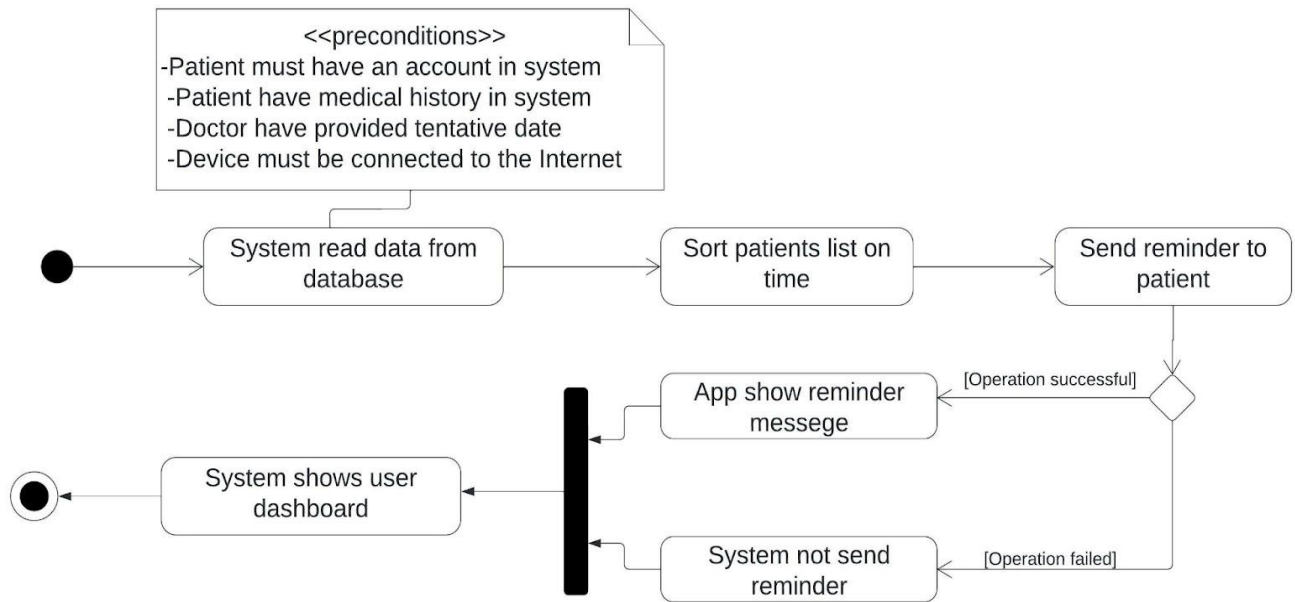 <<preconditions>>
-Patient must have an account in system
-Patient have medical history in system
-Doctor have provided tentative date
-Device must be connected to the Internet
System read data from
database
Sort patients list on
time
Send reminder to
patient
[Operation successful]
App show reminder
messege
System shows user
dashboard
[Operation failed]
System not send
reminder